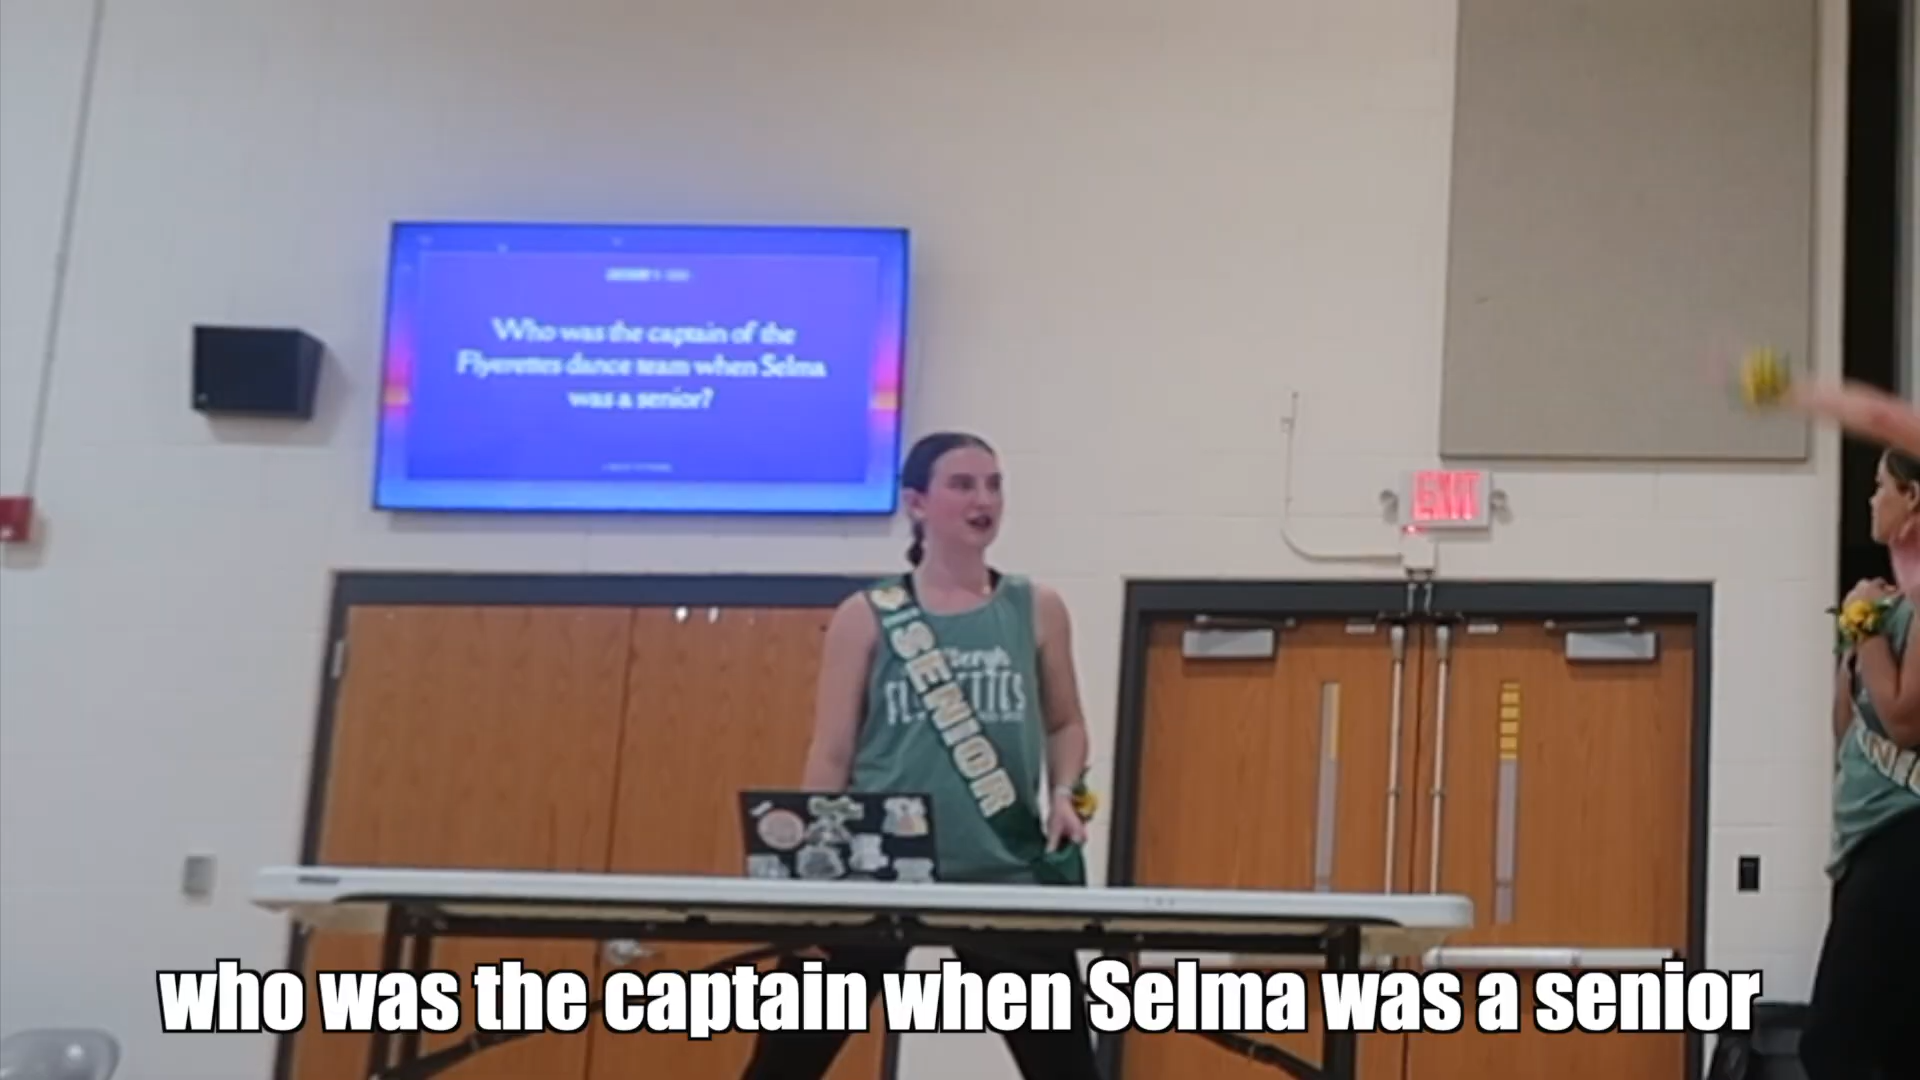 Who was the captain of the
Flyerettes dance team when Selma
was a senior?
EXIT
SENIOR
who was the captain when Selma was a senior